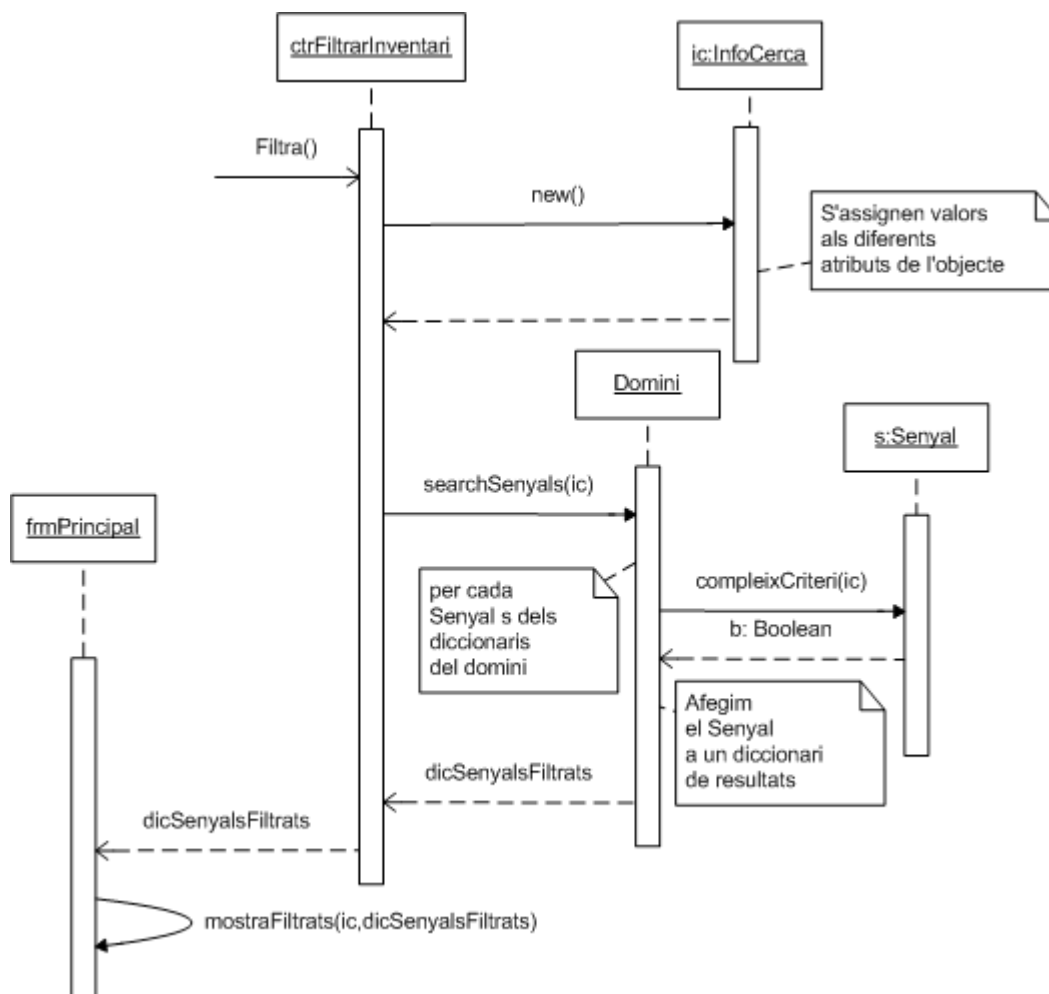 ctrFiltrarInventari
ic:InfoCerca
Filtra()
new()
S'assignen valors
als diferents
atributs de l'objecte
Domini
s:Senyal
searchSenyals(ic)
frmPrincipal
per cada
Senyal s dels
diccionaris
del domini
compleixCriteri(ic)
b: Boolean
Afegim
el Senyal
a un diccionari
de resultats
dicSenyalsFiltrats
dicSenyalsFiltrats
mostraFiltrats(ic,dicSenyalsFiltrats)